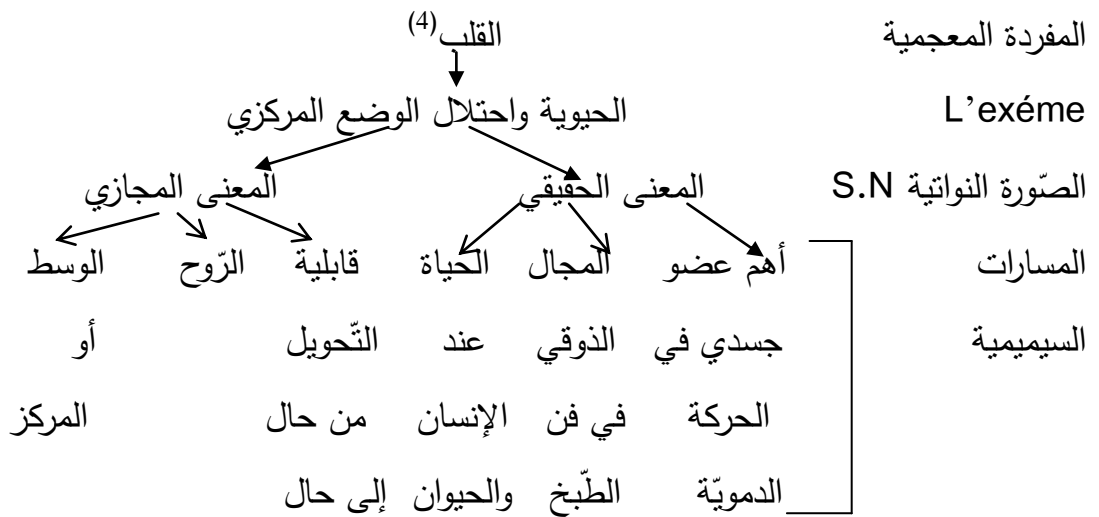 المفردة المعجمية القلب(4)
L’exéme الحيوية واحتلال الوضع المركزي
الصّورة النواتية S.N المعنى الحقيقي المعنى المجازي
المسارات أهم عضو المجال الحياة قابلية الرّوح الوسط
السيميمية جسدي في الذوقي عند التّحويل أو
الحركة في فن الإنسان من حال المركز
الدمويّة الطّبخ والحيوان إلى حال